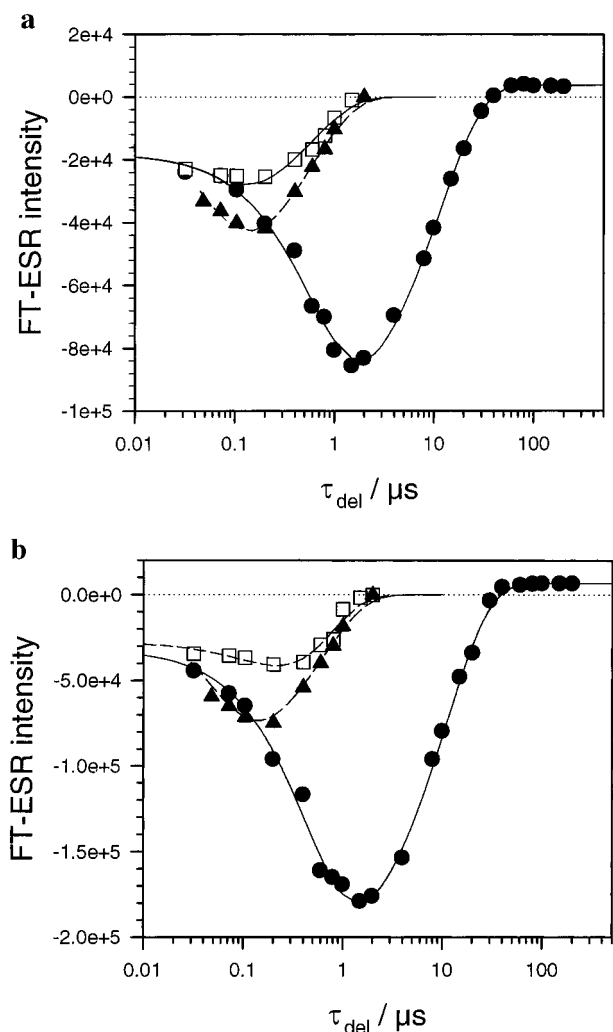 a
2e+4
0e+0
-2e+4
-4e+4
-6e+4
-8e+4
-1e+5
FT-ESR intensity
0.01 0.1 1 10 100
τdel / μs
b
0.0e+0
-5.0e+4
-1.0e+5
-1.5e+5
-2.0e+5
FT-ESR intensity
0.01 0.1 1 10 100
τdel / μs